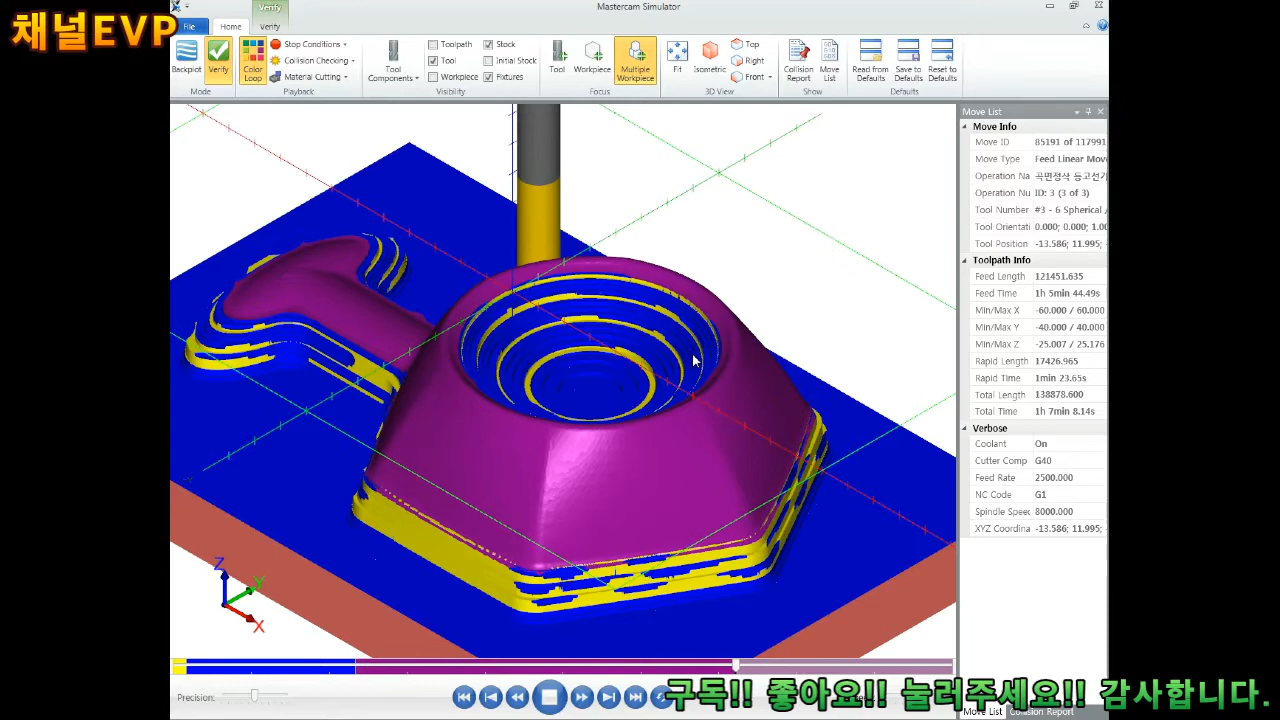 채널EVP
Verify
Mastercam Simulator
File
Home
Verify
Backplot
Verify
Color Loop
Stop Conditions
Collision Checking
Material Cutting
Tool Components
Toolpath
Tool
Workpiece
Stock
Initial Stock
Fixtures
Tool
Workpiece
Multiple Workpiece
Fit
Isometric
Top
Right
Front
Collision Report
Move List
Read from Defaults
Save to Defaults
Reset to Defaults
Mode
Playback
Visibility
Focus
3D View
Show
Defaults
Move List
Move Info
Move ID 85191 of 117991
Move Type Feed Linear Mov
Operation Na 곡면정삭 등고선가
Operation Nu ID: 3 (3 of 3)
Tool Number #3 - 6 Spherical /
Tool Orientati 0.000; 0.000; 1.00
Tool Position -13.586; 11.995;
Toolpath Info
Feed Length 121451.635
Feed Time 1h 5min 44.49s
Min/Max X -60.000 / 60.000
Min/Max Y -40.000 / 40.000
Min/Max Z -25.007 / 25.176
Rapid Length 17426.965
Rapid Time 1min 23.65s
Total Length 138878.600
Total Time 1h 7min 8.14s
Verbose
Coolant On
Cutter Comp G40
Feed Rate 2500.000
NC Code G1
Spindle Speed 8000.000
XYZ Coordina -13.586; 11.995;
Z
Y
X
Precision:
구독!! 좋아요!! 눌러주세요!! 감사합니다.
Move List
Collision Report